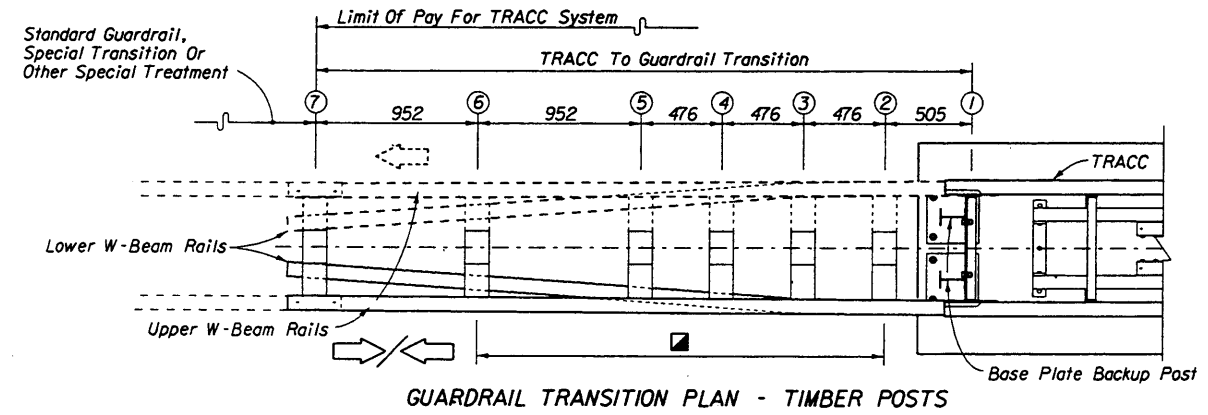 Limit Of Pay For TRACC System
Standard Guardrail,
Special Transition Or
Other Special Treatment
TRACC To Guardrail Transition
7 6 5 4 3 2 1
952 952 476 476 476 505
TRACC
Lower W-Beam Rails
Upper W-Beam Rails
Base Plate Backup Post
GUARDRAIL TRANSITION PLAN - TIMBER POSTS